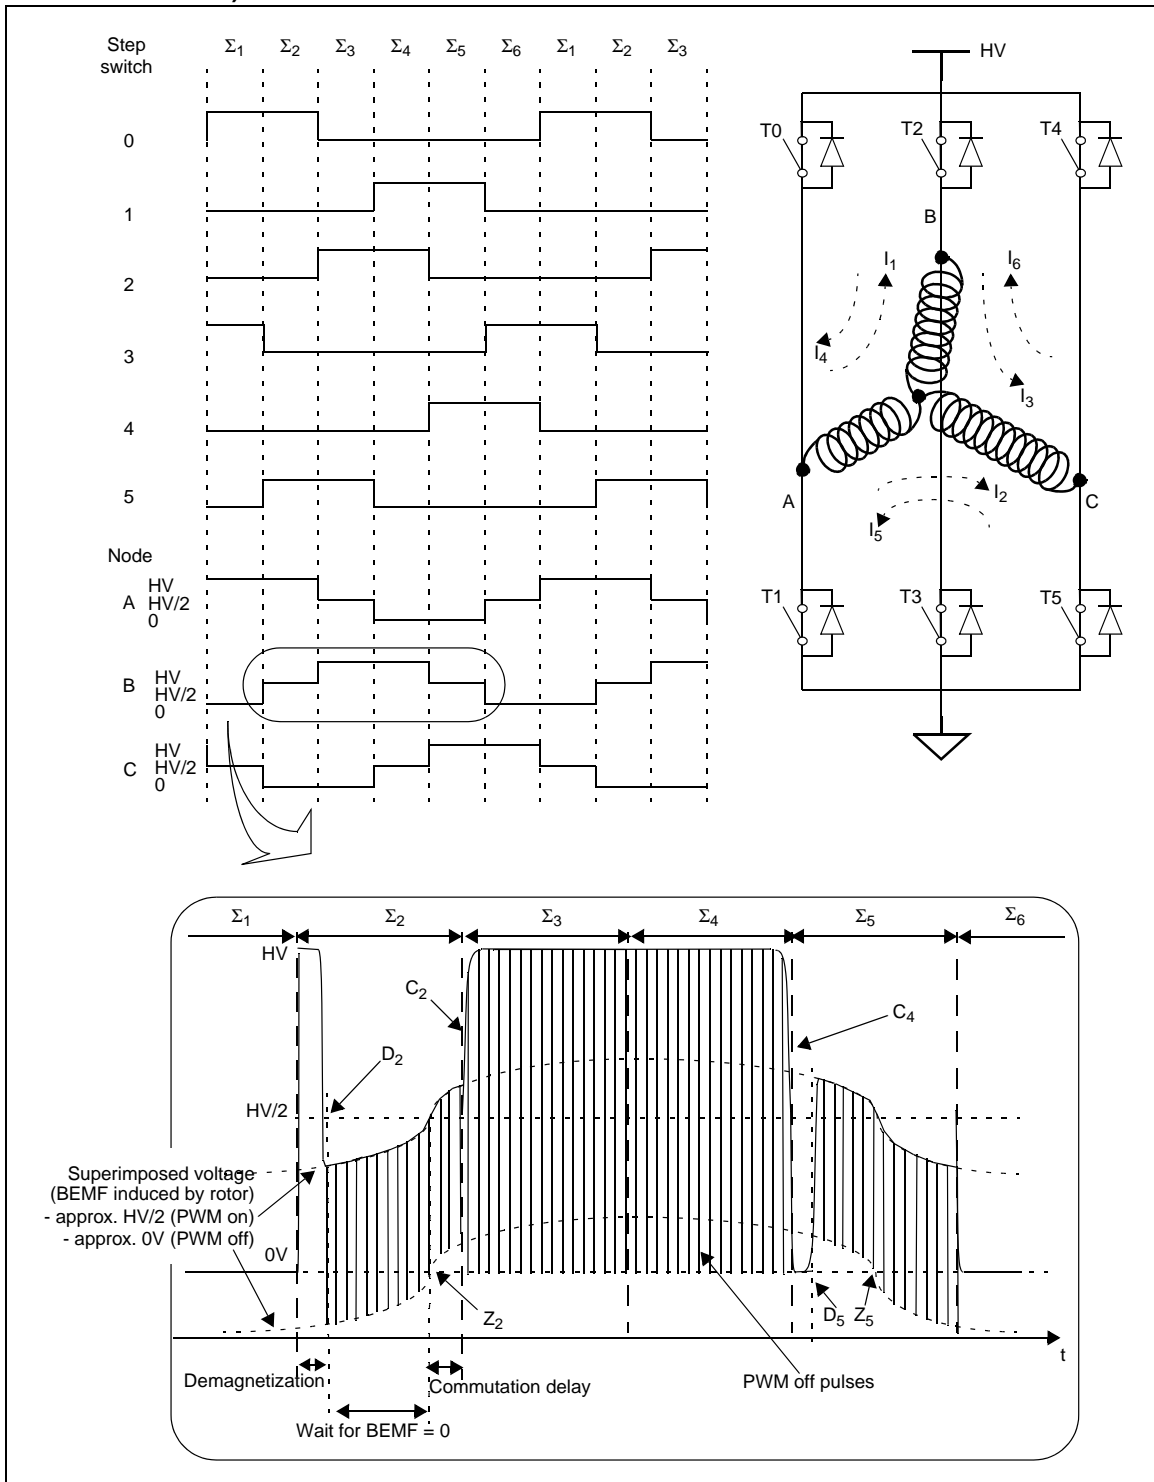 Step
switch
Σ1 Σ2 Σ3 Σ4 Σ5 Σ6 Σ1 Σ2 Σ3
0
1
2
3
4
5
Node
A HV
HV/2
0
B HV
HV/2
0
C HV
HV/2
0
HV
T0 T2 T4
B
I1 I6
I4 I3
A I2 C
I5
T1 T3 T5
Σ1 Σ2 Σ3 Σ4 Σ5 Σ6
HV
C2 C4
D2
HV/2
Superimposed voltage
(BEMF induced by rotor)
- approx. HV/2 (PWM on)
- approx. 0V (PWM off)
0V
Z2 D5 Z5
t
Demagnetization Commutation delay PWM off pulses
Wait for BEMF = 0